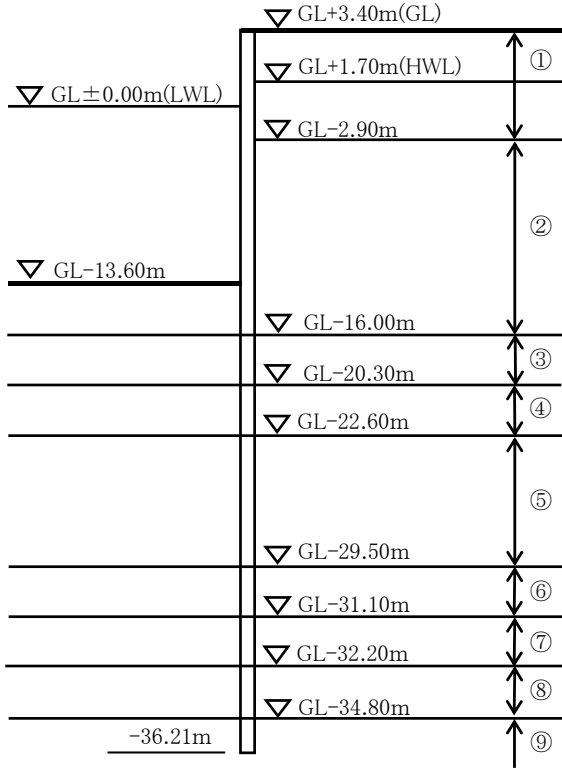 GL+3.40m(GL)
①
GL+1.70m(HWL)
GL±0.00m(LWL)
GL-2.90m
②
GL-13.60m
GL-16.00m
③
GL-20.30m
④
GL-22.60m
⑤
GL-29.50m
⑥
GL-31.10m
⑦
GL-32.20m
⑧
GL-34.80m
-36.21m
⑨